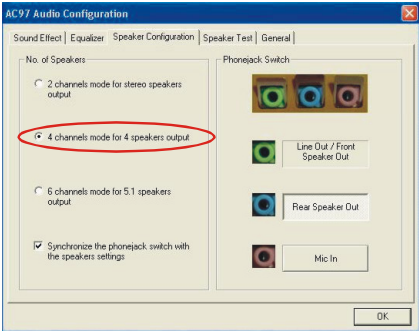 AC97 Audio Configuration
Sound Effect
Equalizer
Speaker Configuration
Speaker Test
General
No. of Speakers
2 channels mode for stereo speakers
output
4 channels mode for 4 speakers output
6 channels mode for 5.1 speakers
output
Synchronize the phonejack switch with
the speakers settings
Phonejack Switch
Line Out / Front
Speaker Out
Rear Speaker Out
Mic In
OK